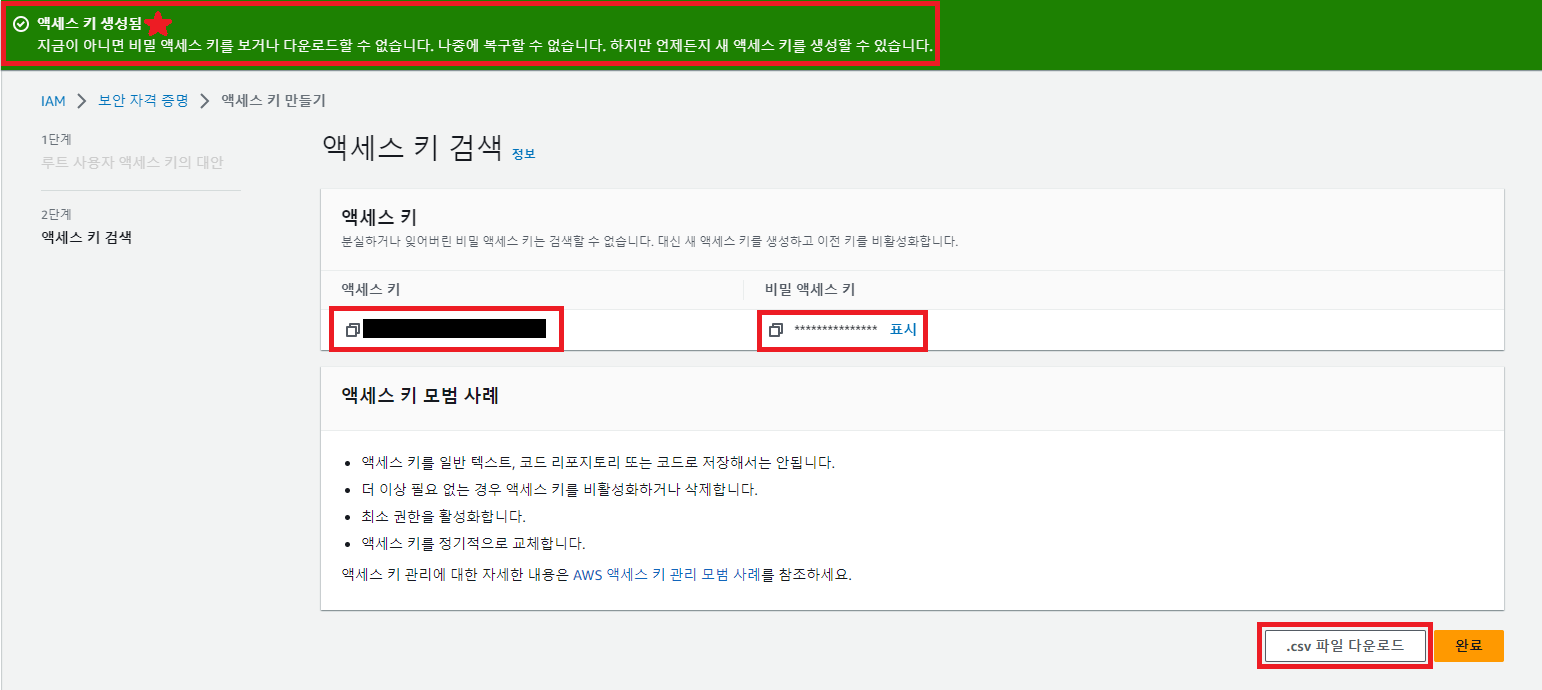 액세스 키 생성됨
지금이 아니면 비밀 액세스 키를 보거나 다운로드할 수 없습니다. 나중에 복구할 수 없습니다. 하지만 언제든지 새 액세스 키를 생성할 수 있습니다.
IAM > 보안 자격 증명 > 액세스 키 만들기
1단계
루트 사용자 액세스 키의 대안
2단계
액세스 키 검색
액세스 키 검색 정보
액세스 키
분실하거나 잊어버린 비밀 액세스 키는 검색할 수 없습니다. 대신 새 액세스 키를 생성하고 이전 키를 비활성화합니다.
액세스 키 비밀 액세스 키
*************** 표시
액세스 키 모범 사례
• 액세스 키를 일반 텍스트, 코드 리포지토리 또는 코드로 저장해서는 안됩니다.
• 더 이상 필요 없는 경우 액세스 키를 비활성화하거나 삭제합니다.
• 최소 권한을 활성화합니다.
• 액세스 키를 정기적으로 교체합니다.
액세스 키 관리에 대한 자세한 내용은 AWS 액세스 키 관리 모범 사례를 참조하세요.
.csv 파일 다운로드 완료